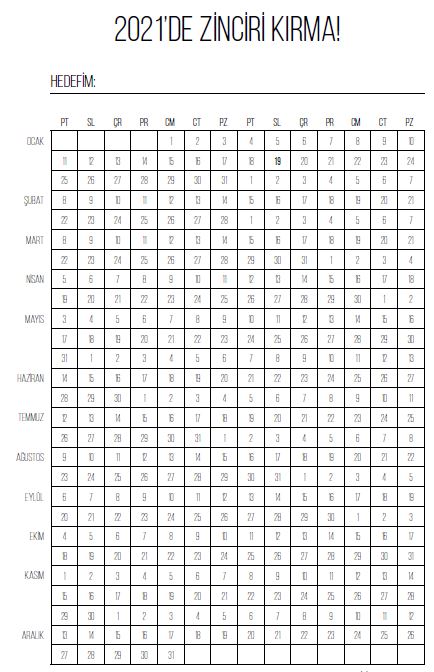 2021'DE ZİNCİRİ KIRMA!
HEDEFİM:
PT SL ÇR PR CM CT PZ PT SL ÇR PR CM CT PZ
OCAK 1 2 3 4 5 6 7 8 9 10
11 12 13 14 15 16 17 18 19 20 21 22 23 24
25 26 27 28 29 30 31 1 2 3 4 5 6 7
ŞUBAT 8 9 10 11 12 13 14 15 16 17 18 19 20 21
22 23 24 25 26 27 28 1 2 3 4 5 6 7
MART 8 9 10 11 12 13 14 15 16 17 18 19 20 21
22 23 24 25 26 27 28 29 30 31 1 2 3 4
NİSAN 5 6 7 8 9 10 11 12 13 14 15 16 17 18
19 20 21 22 23 24 25 26 27 28 29 30 1 2
MAYIS 3 4 5 6 7 8 9 10 11 12 13 14 15 16
17 18 19 20 21 22 23 24 25 26 27 28 29 30
31 1 2 3 4 5 6 7 8 9 10 11 12 13
HAZİRAN 14 15 16 17 18 19 20 21 22 23 24 25 26 27
28 29 30 1 2 3 4 5 6 7 8 9 10 11
TEMMUZ 12 13 14 15 16 17 18 19 20 21 22 23 24 25
26 27 28 29 30 31 1 2 3 4 5 6 7 8
AĞUSTOS 9 10 11 12 13 14 15 16 17 18 19 20 21 22
23 24 25 26 27 28 29 30 31 1 2 3 4 5
EYLÜL 6 7 8 9 10 11 12 13 14 15 16 17 18 19
20 21 22 23 24 25 26 27 28 29 30 1 2 3
EKİM 4 5 6 7 8 9 10 11 12 13 14 15 16 17
18 19 20 21 22 23 24 25 26 27 28 29 30 31
KASIM 1 2 3 4 5 6 7 8 9 10 11 12 13 14
15 16 17 18 19 20 21 22 23 24 25 26 27 28
29 30 1 2 3 4 5 6 7 8 9 10 11 12
ARALIK 13 14 15 16 17 18 19 20 21 22 23 24 25 26
27 28 29 30 31